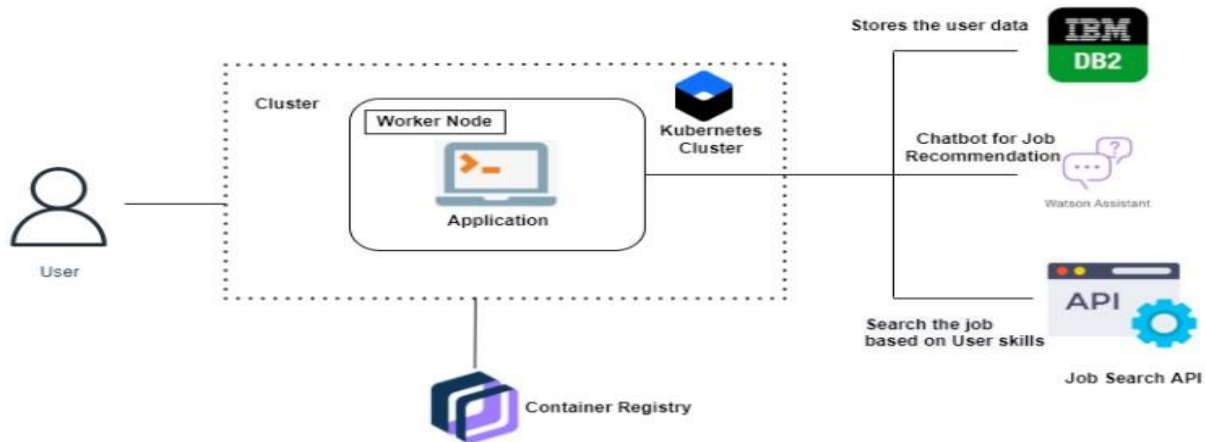 Stores the user data
IBM
DB2
Cluster
Worker Node
Kubernetes
Cluster
Application
Chatbot for Job
Recommendation
?
Watson Assistant
User
API
Search the job
based on User skills
Job Search API
Container Registry